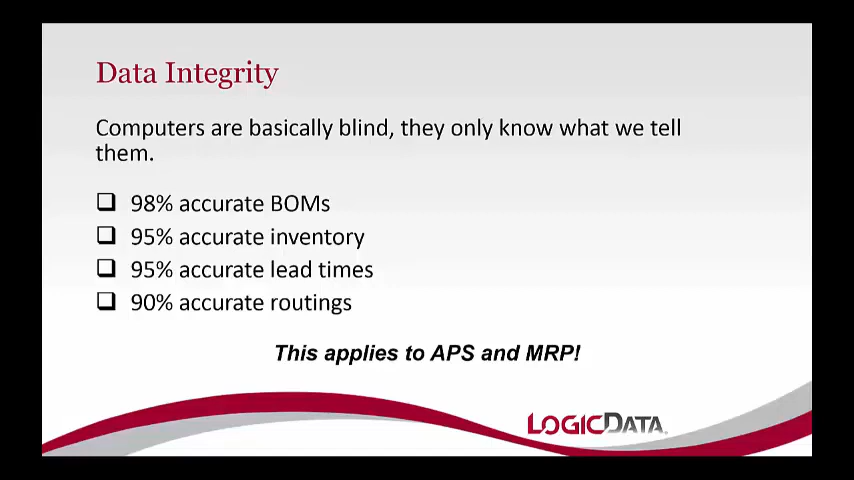 Data Integrity
Computers are basically blind, they only know what we tell
them.
98% accurate BOMs
95% accurate inventory
95% accurate lead times
90% accurate routings
This applies to APS and MRP!
LOGICDATA